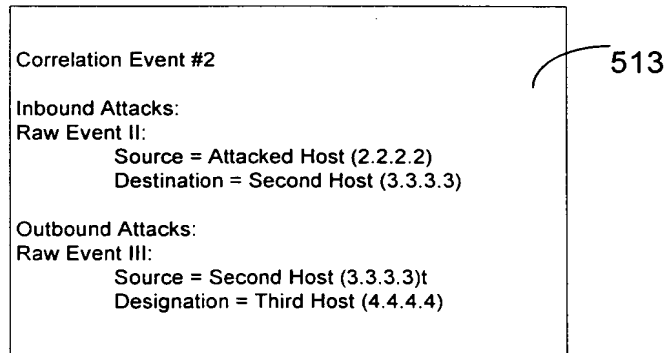 Correlation Event #2
513
Inbound Attacks:
Raw Event II:
Source = Attacked Host (2.2.2.2)
Destination = Second Host (3.3.3.3)
Outbound Attacks:
Raw Event III:
Source = Second Host (3.3.3.3)t
Designation = Third Host (4.4.4.4)